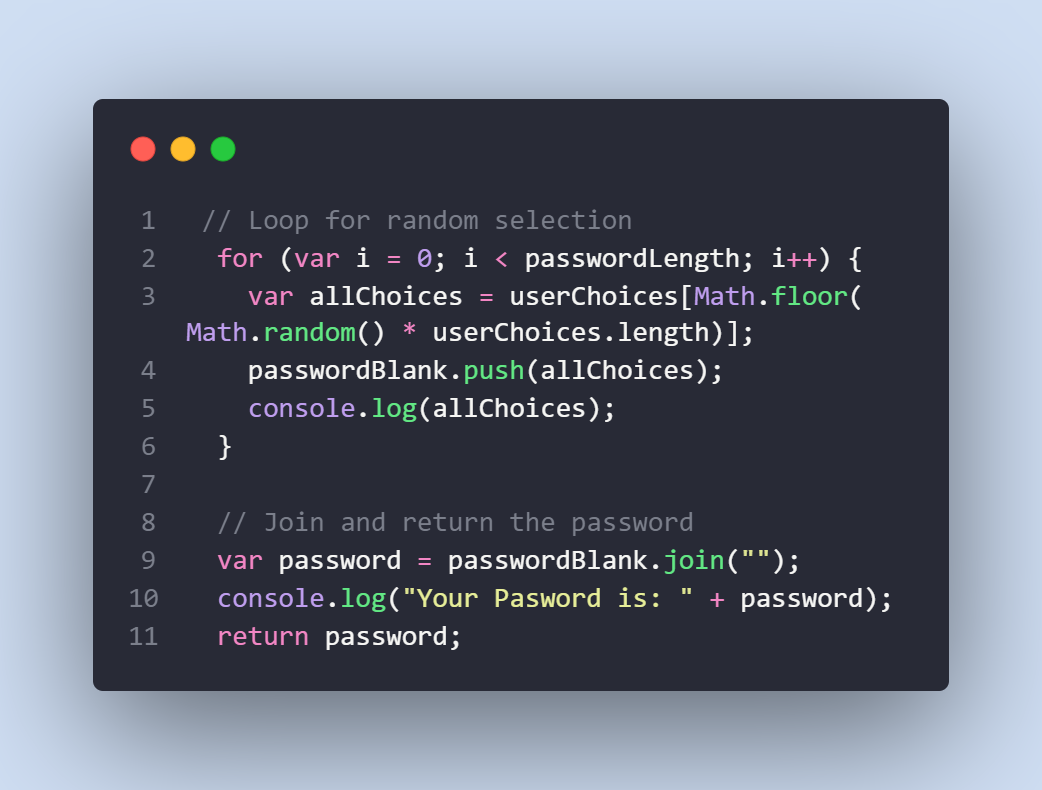 1 // Loop for random selection
2 for (var i = 0; i < passwordLength; i++) {
3 var allChoices = userChoices[Math.floor(
Math.random() * userChoices.length)];
4 passwordBlank.push(allChoices);
5 console.log(allChoices);
6 }
7
8 // Join and return the password
9 var password = passwordBlank.join("");
10 console.log("Your Pasword is: " + password);
11 return password;